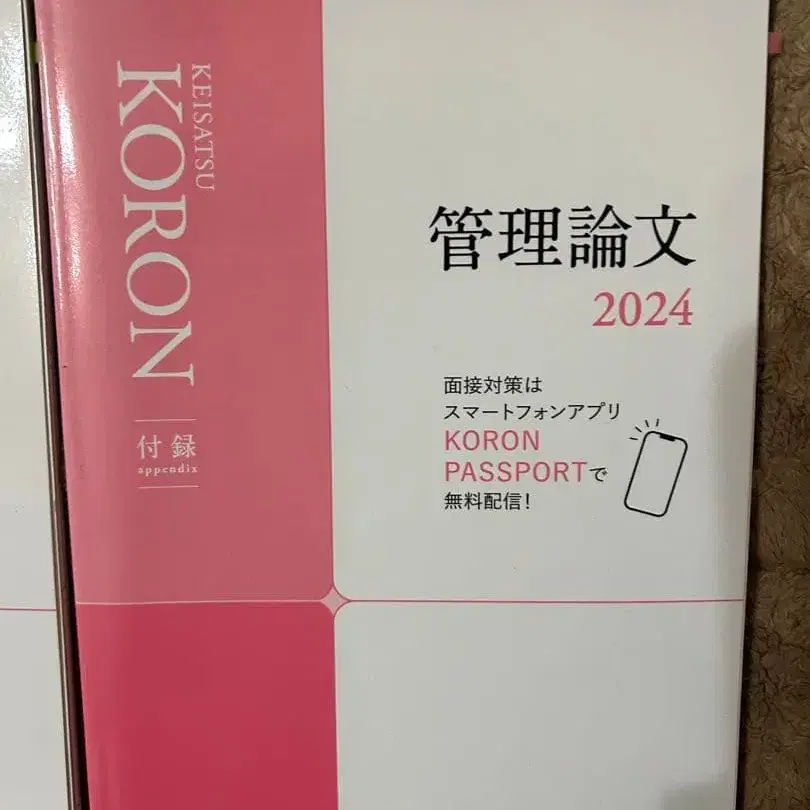 KEISATSU
KORON
付録
appendix
管理論文
2024
面接対策は
スマートフォンアプリ
KORON
PASSPORTで
無料配信！